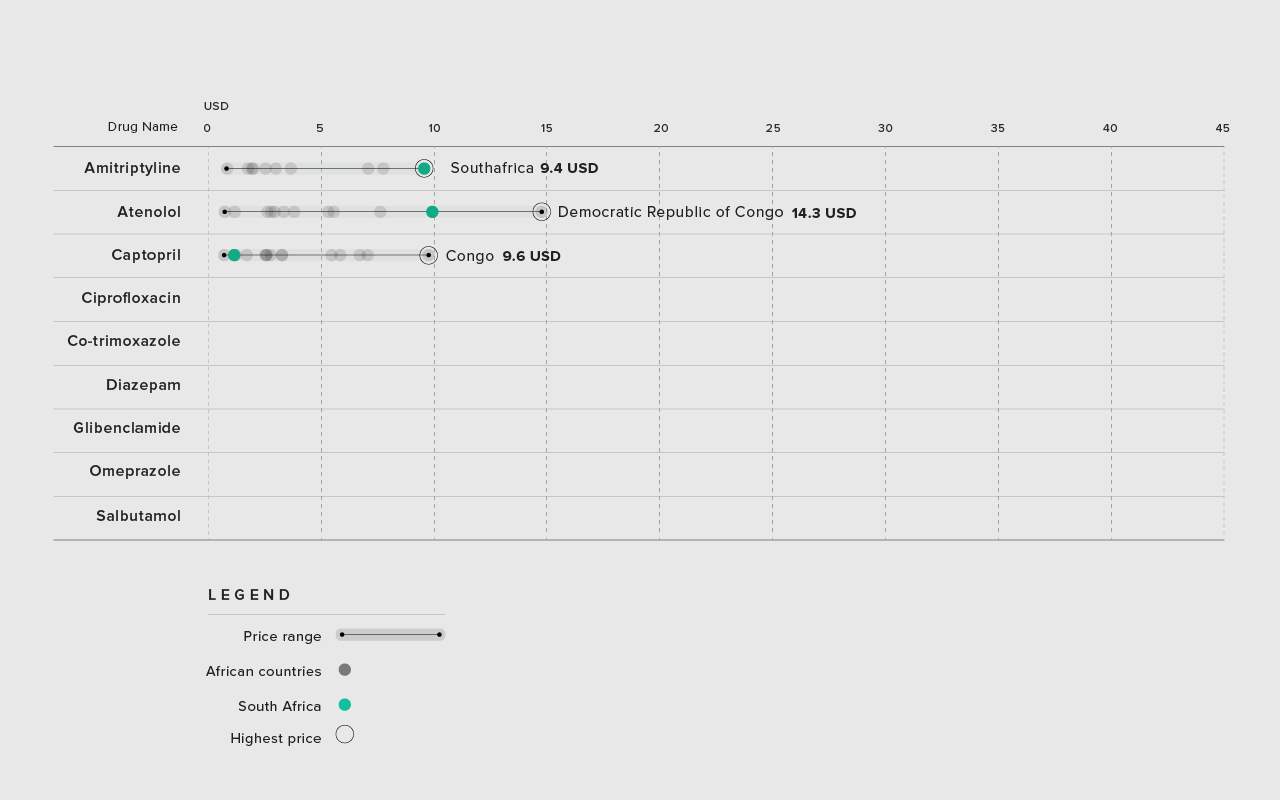 USD
Drug Name 0 5 10 15 20 25 30 35 40 45
Amitriptyline Southafrica 9.4 USD
Atenolol Democratic Republic of Congo 14.3 USD
Captopril Congo 9.6 USD
Ciprofloxacin
Co-trimoxazole
Diazepam
Glibenclamide
Omeprazole
Salbutamol
LEGEND
Price range
African countries
South Africa
Highest price